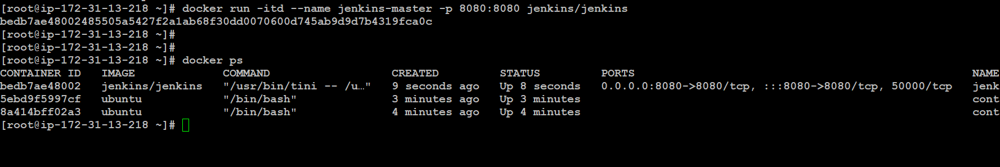 [root@ip-172-31-13-218 ~]# docker run -itd --name jenkins-master -p 8080:8080 jenkins/jenkins
bedb7ae48002485505a5427f2a1ab68f30dd0070600d745ab9d9d7b4319fca0c
[root@ip-172-31-13-218 ~]#
[root@ip-172-31-13-218 ~]#
[root@ip-172-31-13-218 ~]# docker ps
CONTAINER ID   IMAGE             COMMAND                  CREATED         STATUS         PORTS                                                  NAME
bedb7ae48002   jenkins/jenkins   "/usr/bin/tini -- /u…"   9 seconds ago   Up 8 seconds   0.0.0.0:8080->8080/tcp, :::8080->8080/tcp, 50000/tcp   jenk
5ebd9f5997cf   ubuntu            "/bin/bash"              3 minutes ago   Up 3 minutes                                                          cont
8a414bff02a3   ubuntu            "/bin/bash"              4 minutes ago   Up 4 minutes                                                          cont
[root@ip-172-31-13-218 ~]#